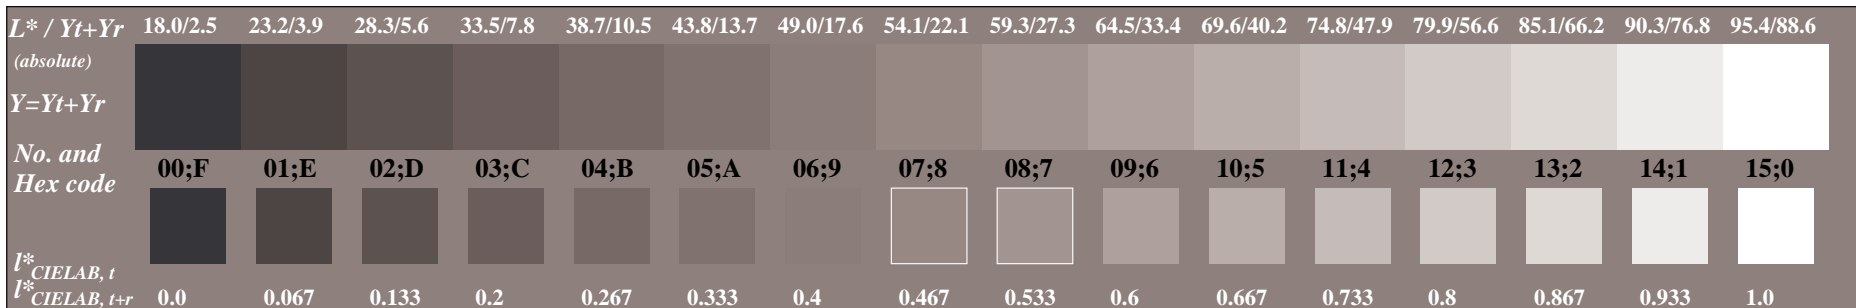 L* / Yt+Yr 18.0/2.5 23.2/3.9 28.3/5.6 33.5/7.8 38.7/10.5 43.8/13.7 49.0/17.6 54.1/22.1 59.3/27.3 64.5/33.4 69.6/40.2 74.8/47.9 79.9/56.6 85.1/66.2 90.3/76.8 95.4/88.6
(absolute)
Y=Yt+Yr
No. and
Hex code 00;F 01;E 02;D 03;C 04;B 05;A 06;9 07;8 08;7 09;6 10;5 11;4 12;3 13;2 14;1 15;0
l*CIELAB, t
l*CIELAB, t+r 0.0 0.067 0.133 0.2 0.267 0.333 0.4 0.467 0.533 0.6 0.667 0.733 0.8 0.867 0.933 1.0